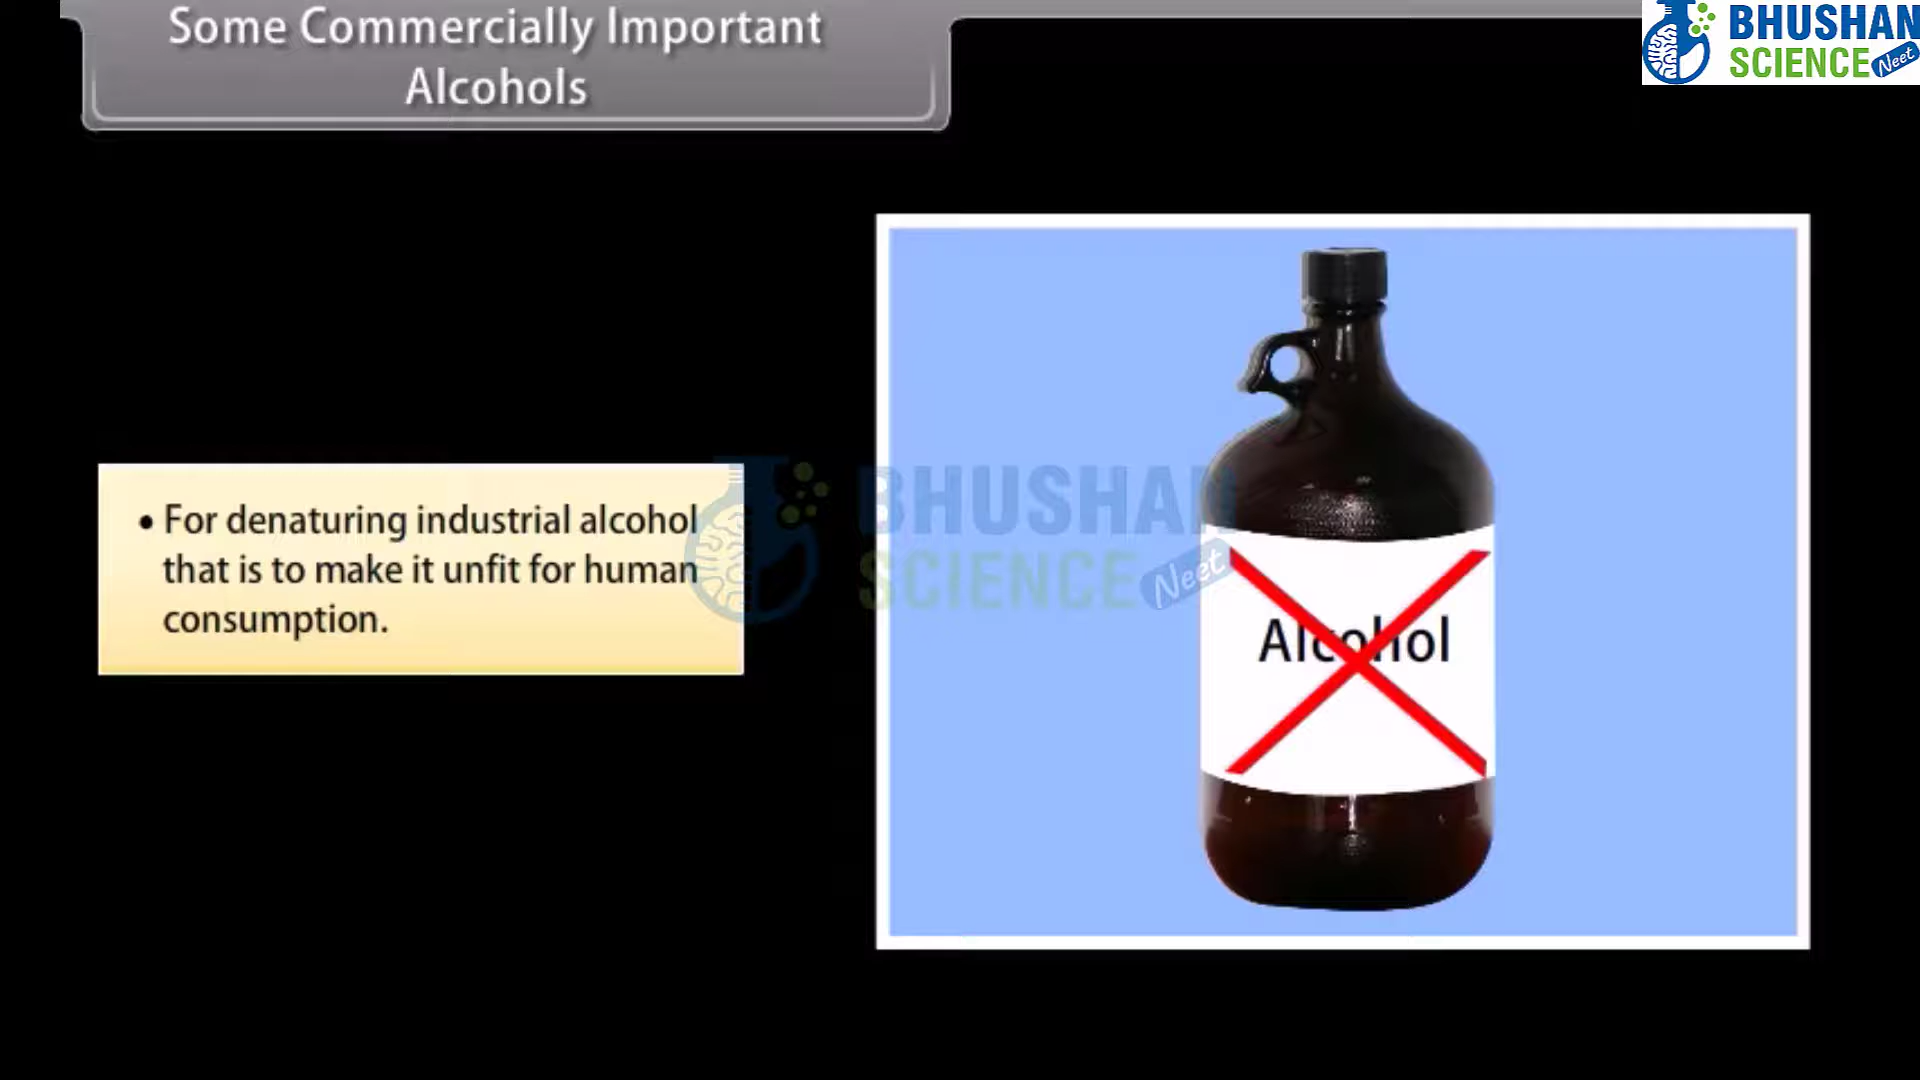 Some Commercially Important
Alcohols
BHUSHAN
SCIENCE Neet
• For denaturing industrial alcohol
that is to make it unfit for human
consumption.
BHUSHAN
SCIENCE Neet
Alcohol